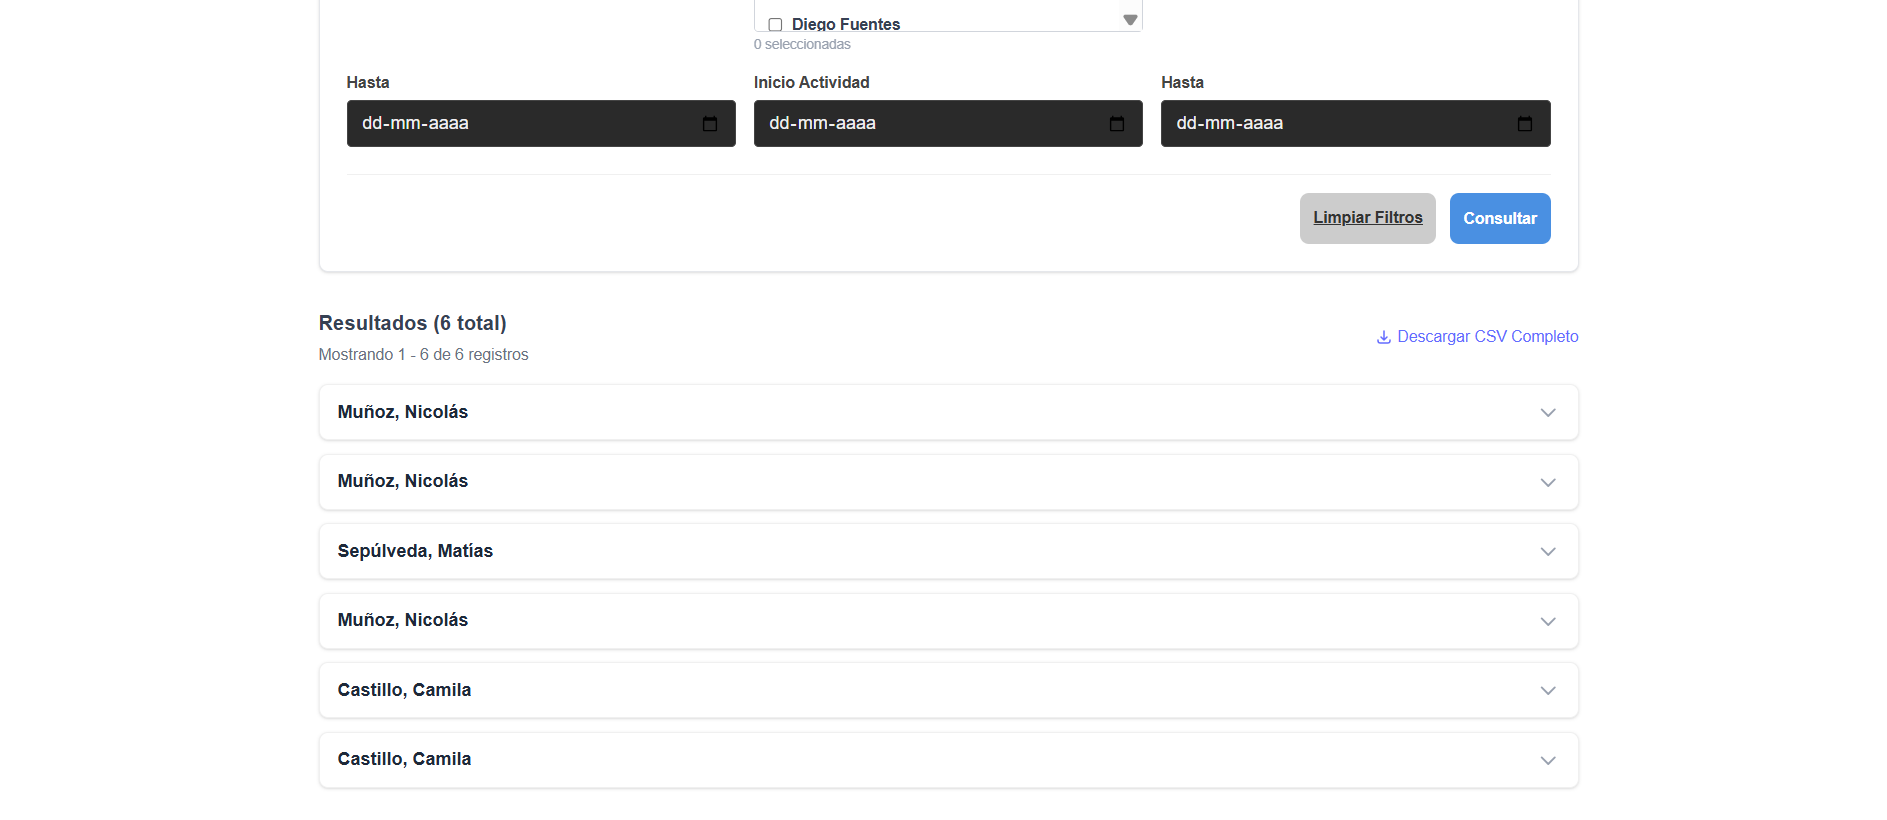 Diego Fuentes
0 seleccionadas
Hasta
Inicio Actividad
Hasta
dd-mm-aaaa
dd-mm-aaaa
dd-mm-aaaa
Limpiar Filtros
Consultar
Resultados (6 total)
Mostrando 1 - 6 de 6 registros
Descargar CSV Completo
Muñoz, Nicolás
Muñoz, Nicolás
Sepúlveda, Matías
Muñoz, Nicolás
Castillo, Camila
Castillo, Camila